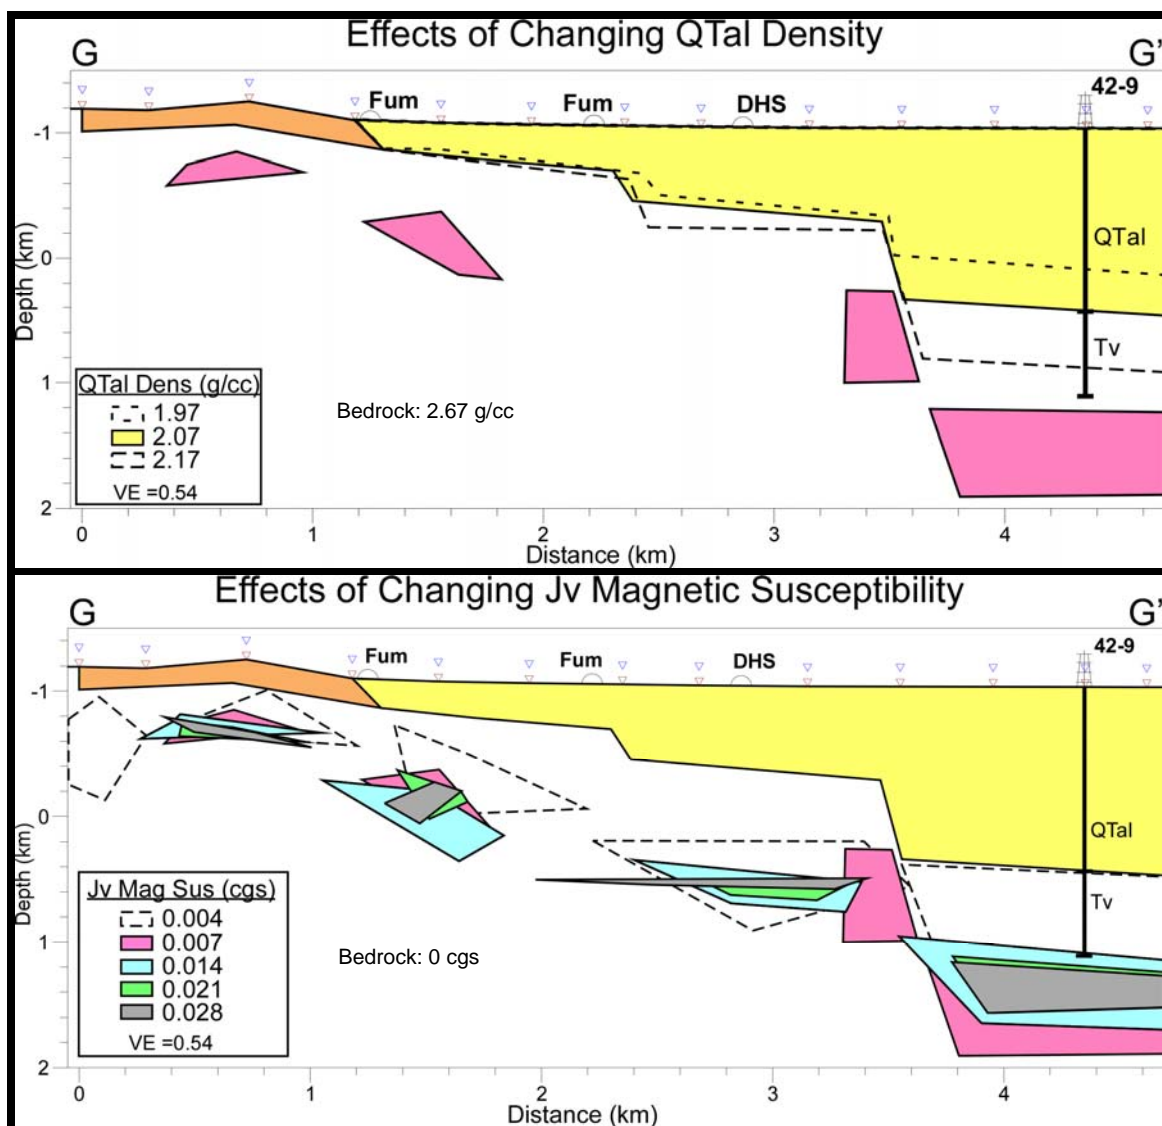 Effects of Changing QTal Density
G G'
42-9
Fum Fum DHS
-1
0
1
2
Depth (km)
QTal
Tv
QTal Dens (g/cc)
1.97
2.07
2.17
VE =0.54
Bedrock: 2.67 g/cc
0 1 2 3 4
Distance (km)
Effects of Changing Jv Magnetic Susceptibility
G G'
42-9
Fum Fum DHS
-1
0
1
2
Depth (km)
QTal
Tv
Jv Mag Sus (cgs)
0.004
0.007
0.014
0.021
0.028
VE =0.54
Bedrock: 0 cgs
0 1 2 3 4
Distance (km)